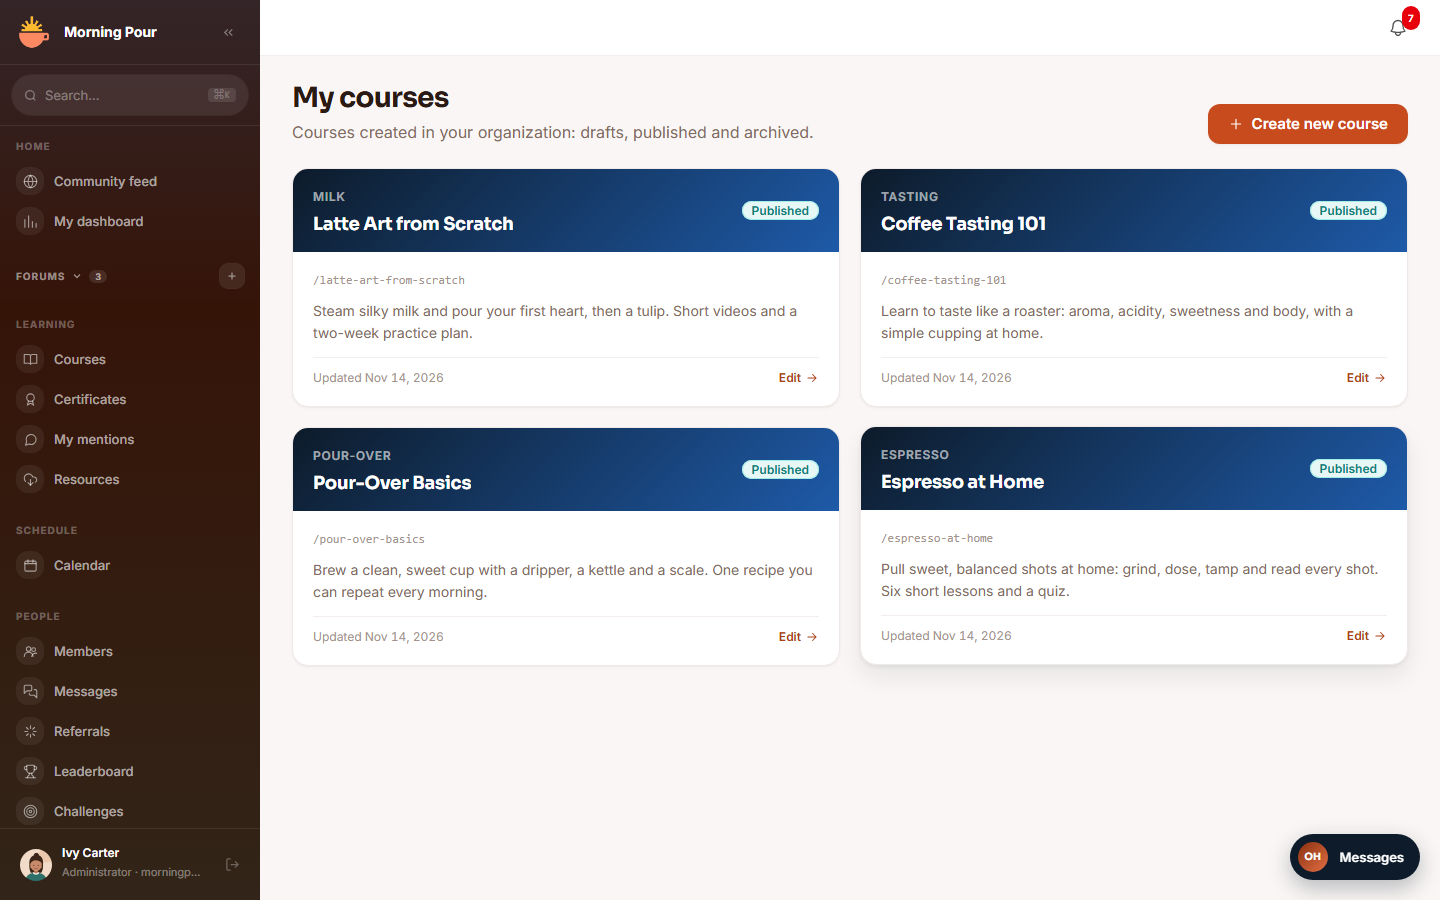 Morning Pour
Search...
⌘K
HOME
Community feed
My dashboard
FORUMS 3
LEARNING
Courses
Certificates
My mentions
Resources
SCHEDULE
Calendar
PEOPLE
Members
Messages
Referrals
Leaderboard
Challenges
Ivy Carter
Administrator · morningp...
7
My courses
Courses created in your organization: drafts, published and archived.
Create new course
MILK
Latte Art from Scratch
Published
/latte-art-from-scratch
Steam silky milk and pour your first heart, then a tulip. Short videos and a
two-week practice plan.
Updated Nov 14, 2026
Edit →
TASTING
Coffee Tasting 101
Published
/coffee-tasting-101
Learn to taste like a roaster: aroma, acidity, sweetness and body, with a
simple cupping at home.
Updated Nov 14, 2026
Edit →
POUR-OVER
Pour-Over Basics
Published
/pour-over-basics
Brew a clean, sweet cup with a dripper, a kettle and a scale. One recipe you
can repeat every morning.
Updated Nov 14, 2026
Edit →
ESPRESSO
Espresso at Home
Published
/espresso-at-home
Pull sweet, balanced shots at home: grind, dose, tamp and read every shot.
Six short lessons and a quiz.
Updated Nov 14, 2026
Edit →
OH
Messages